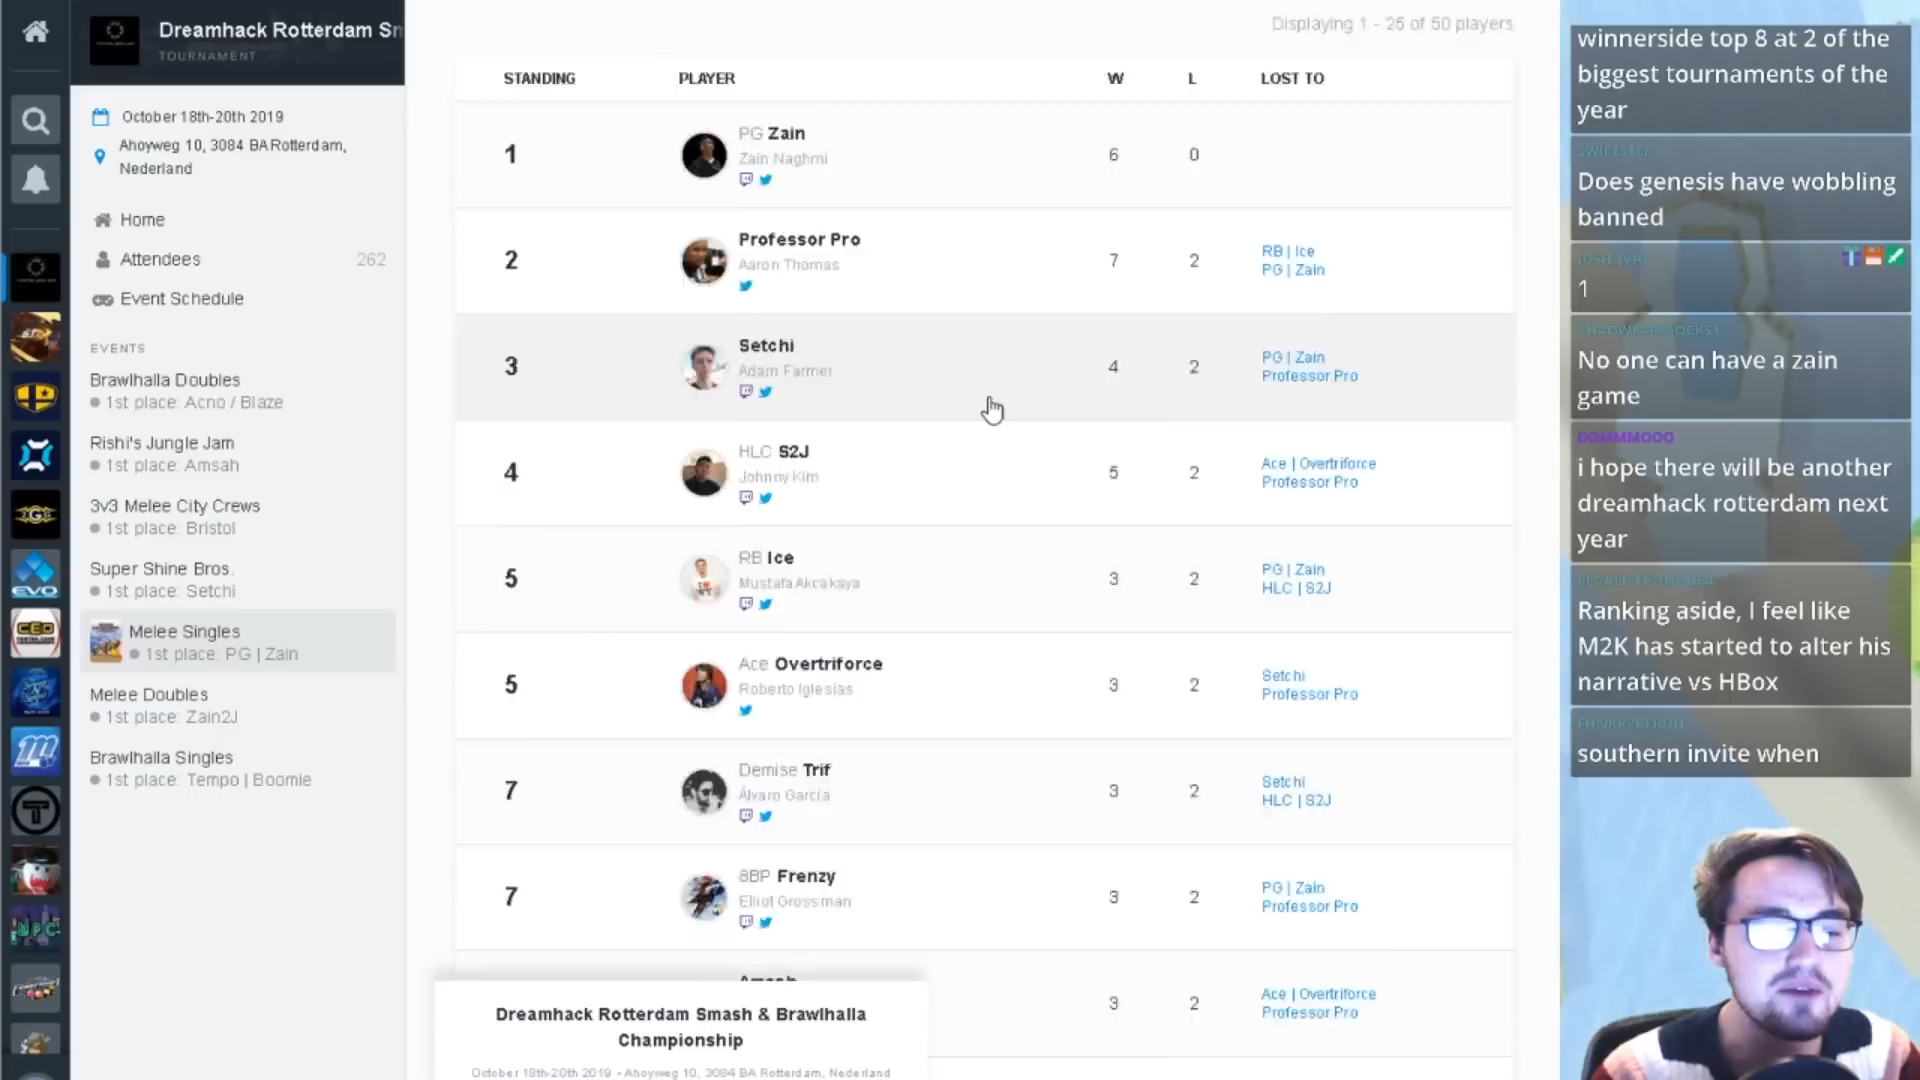 Dreamhack Rotterdam Sm
TOURNAMENT
October 18th-20th 2019
Ahoyweg 10, 3084 BA Rotterdam,
Nederland
Home
Attendees 262
Event Schedule
EVENTS
Brawlhalla Doubles
1st place: Acno / Blaze
Rishi's Jungle Jam
1st place: Amsah
3v3 Melee City Crews
1st place: Bristol
Super Shine Bros.
1st place: Setchi
Melee Singles
1st place: PG | Zain
Melee Doubles
1st place: Zain2J
Brawlhalla Singles
1st place: Tempo | Boomie
EVO
CEO
NPC
Displaying 1 - 25 of 50 players
STANDING PLAYER W L LOST TO
1 PG Zain 6 0
Zain Naghmi
2 Professor Pro 7 2 RB | Ice
Aaron Thomas PG | Zain
3 Setchi 4 2 PG | Zain
Adam Farmer Professor Pro
4 HLC S2J 5 2 Ace | Overtriforce
Johnny Kim Professor Pro
5 RB Ice 3 2 PG | Zain
Mustafa Akcakaya HLC | S2J
5 Ace Overtriforce 3 2 Setchi
Roberto Iglesias Professor Pro
7 Demise Trif 3 2 Setchi
Álvaro García HLC | S2J
7 8BP Frenzy 3 2 PG | Zain
Elliot Grossman Professor Pro
3 2 Ace | Overtriforce
Professor Pro
Dreamhack Rotterdam Smash & Brawlhalla
Championship
October 18th-20th 2019 • Ahoyweg 10, 3084 BA Rotterdam, Nederland
winnerside top 8 at 2 of the
biggest tournaments of the
year
Does genesis have wobbling
banned
1
No one can have a zain
game
i hope there will be another
dreamhack rotterdam next
year
Ranking aside, I feel like
M2K has started to alter his
narrative vs HBox
southern invite when